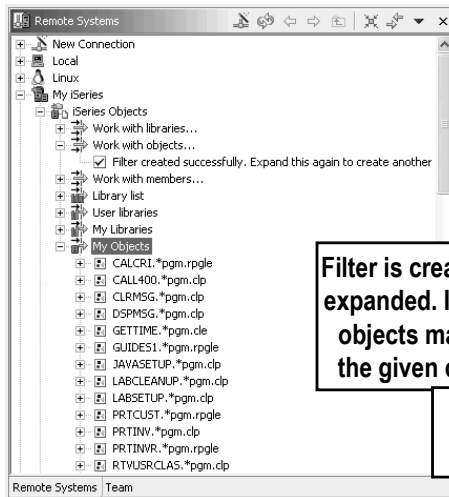 Remote Systems
New Connection
Local
Linux
My iSeries
iSeries Objects
Work with libraries...
Work with objects...
Filter created successfully. Expand this again to create another
Work with members...
Library list
User libraries
My Libraries
My Objects
CALCRI.*pgm.rpgle
CALL400.*pgm.clp
CLRMSG.*pgm.clp
DSPMSG.*pgm.clp
GETTIME.*pgm.cle
GUIDES1.*pgm.rpgle
JAVASETUP.*pgm.clp
LABCLEANUP.*pgm.clp
LABSETUP.*pgm.clp
PRTCUST.*pgm.rpgle
PRTINV.*pgm.clp
PRTINVR.*pgm.rpgle
RTVUSRCLAS.*pgm.clp
Remote Systems Team
Filter is crea
expanded.
objects ma
the given